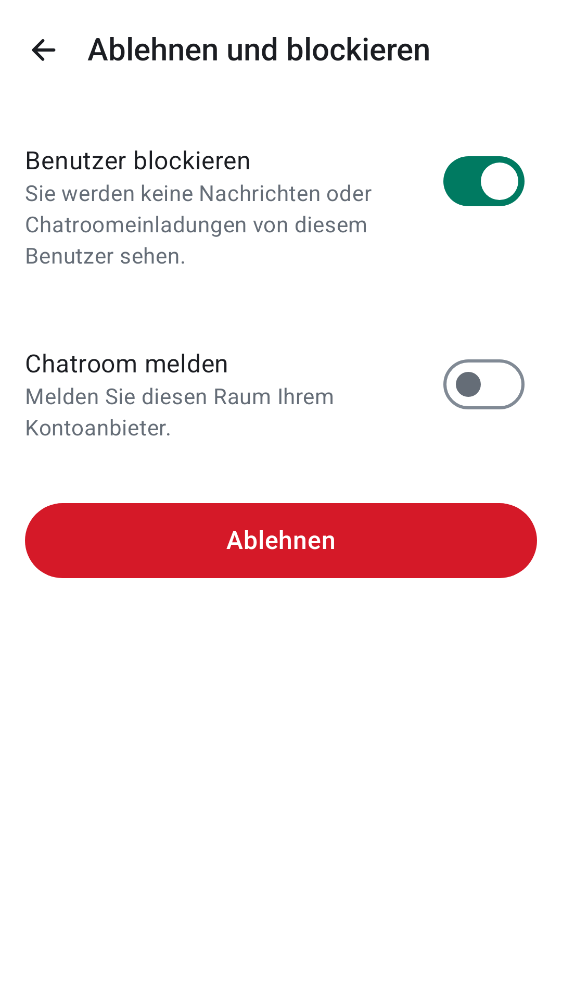 Ablehnen und blockieren
Benutzer blockieren
Sie werden keine Nachrichten oder
Chatroomeinladungen von diesem
Benutzer sehen.
Chatroom melden
Melden Sie diesen Raum Ihrem
Kontoanbieter.
Ablehnen